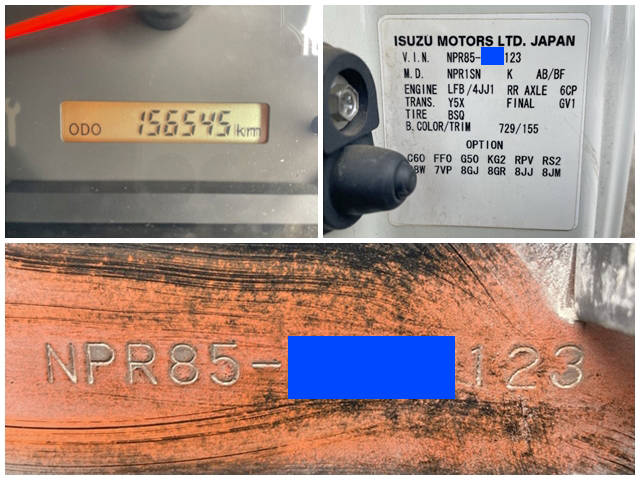 ODO 156545 km
ISUZU MOTORS LTD. JAPAN
V.I.N. NPR85- 123
M.D. NPR1SN K AB/BF
ENGINE LFB/4JJ1 RR AXLE 6CP
TRANS. Y5X FINAL GV1
TIRE BSQ
B.COLOR/TRIM 729/155
OPTION
C60 FF0 G50 KG2 RPV RS2
7VP 8GJ 8GR 8JJ 8JM
NPR85- 123